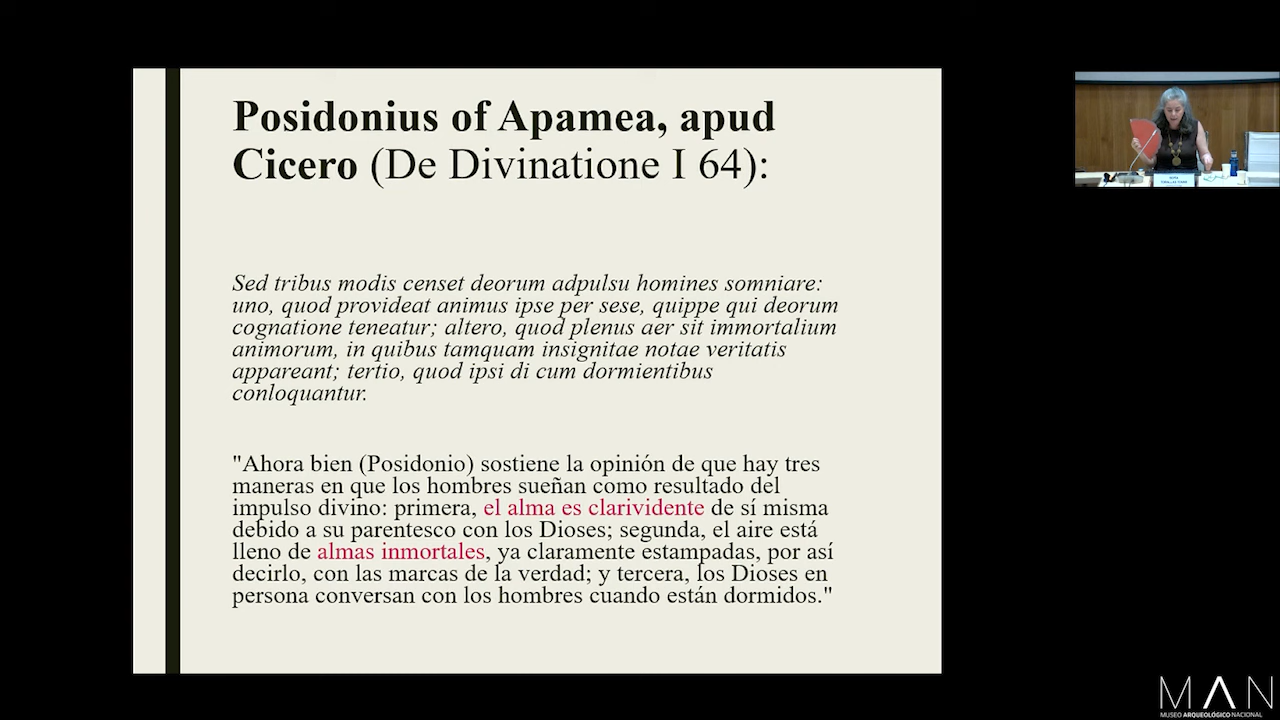 Posidonius of Apamea, apud
Cicero (De Divinatione I 64):
Sed tribus modis censet deorum adpulsu homines somniare:
uno, quod provideat animus ipse per sese, quippe qui deorum
cognatione teneatur; altero, quod plenus aer sit immortalium
animorum, in quibus tamquam insignitae notae veritatis
appareant; tertio, quod ipsi di cum dormientibus
conloquantur.
"Ahora bien (Posidonio) sostiene la opinión de que hay tres
maneras en que los hombres sueñan como resultado del
impulso divino: primera, el alma es clarividente de sí misma
debido a su parentesco con los Dioses; segunda, el aire está
lleno de almas inmortales, ya claramente estampadas, por así
decirlo, con las marcas de la verdad; y tercera, los Dioses en
persona conversan con los hombres cuando están dormidos."
MAN
MUSEO ARQUEOLÓGICO NACIONAL